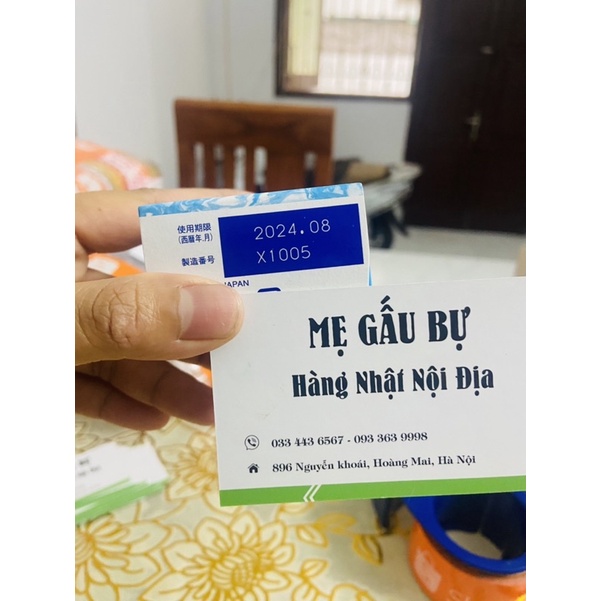 使用期限
2024.08
(西暦年.月)
製造番号
X1005
JAPAN
MẸ GẤU BỰ
Hàng Nhật Nội Địa
033 443 6567 - 093 363 9998
896 Nguyễn khoái, Hoàng Mai, Hà Nội